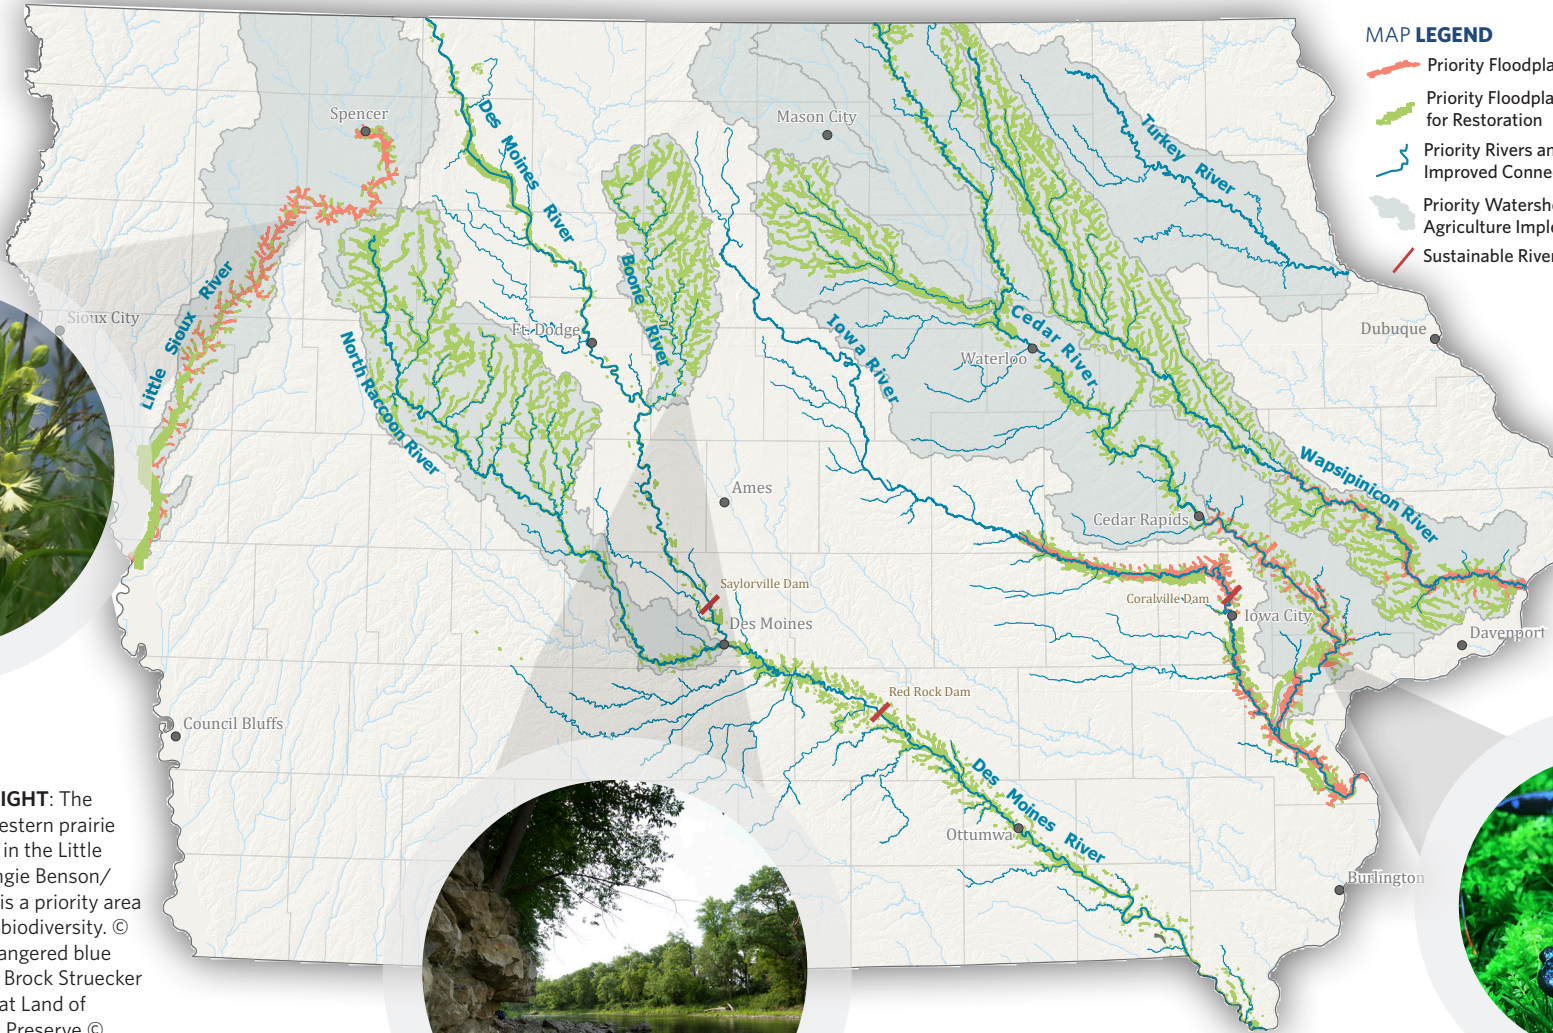 MAP LEGEND
Priority Floodpla
Priority Floodpla
for Restoration
Priority Rivers an
Improved Conne
Priority Watersh
Agriculture Imple
Sustainable River
Spencer
Des Moines River
Mason City
Turkey River
Little Sioux River
Sioux City
Boone River
Ft. Dodge
North Raccoon River
Iowa River
Cedar River
Waterloo
Dubuque
Ames
Wapsipinicon River
Cedar Rapids
Saylorville Dam
Coralville Dam
Des Moines
Iowa City
Davenport
Red Rock Dam
Council Bluffs
Des Moines River
Ottumwa
Burlington
IGHT: The
estern prairie
in the Little
ngie Benson/
is a priority area
biodiversity. ©
angered blue
Brock Struecker
at Land of
Preserve ©